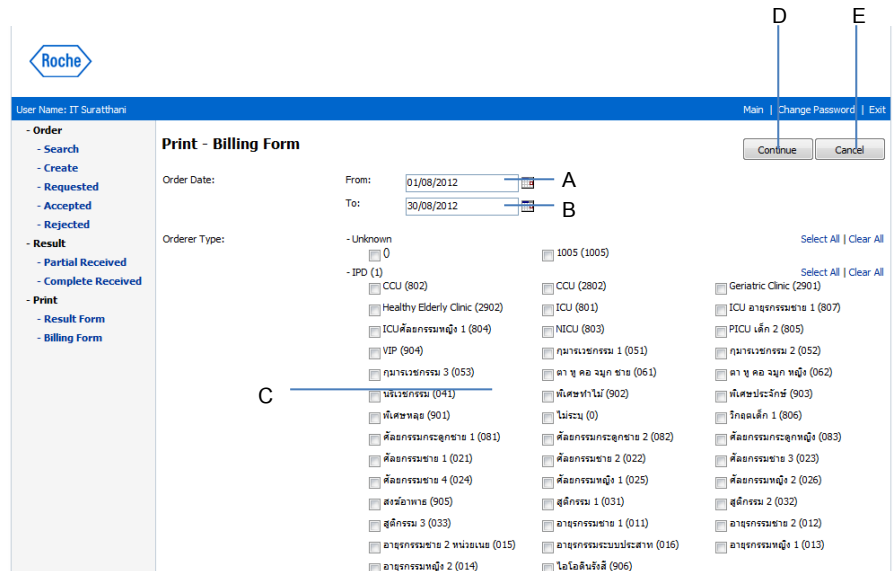 D E
Roche
User Name: IT Suratthani Main | Change Password | Exit
- Order
- Search
- Create
- Requested
- Accepted
- Rejected
- Result
- Partial Received
- Complete Received
- Print
- Result Form
- Billing Form
Print - Billing Form
Continue Cancel
Order Date: From: 01/08/2012 A
To: 30/08/2012 B
Orderer Type: - Unknown Select All | Clear All
() 1005 (1005)
- IPD (1) Select All | Clear All
CCU (802) CCU (2802) Geriatric Clinic (2901)
Healthy Elderly Clinic (2902) ICU (801) ICU อายุรกรรมชาย 1 (807)
ICUศัลยกรรมหญิง 1 (804) NICU (803) PICU เด็ก 2 (805)
VIP (904) กุมารเวชกรรม 1 (051) กุมารเวชกรรม 2 (052)
กุมารเวชกรรม 3 (053) ตา หู คอ จมูก ชาย (061) ตา หู คอ จมูก หญิง (062)
C นรีเวชกรรม (041) พิเศษท่าไม้ (902) พิเศษประจักษ์ (903)
พิเศษหลุย (901) ไม่ระบุ (0) วิกฤตเด็ก 1 (806)
ศัลยกรรมกระดูกชาย 1 (081) ศัลยกรรมกระดูกชาย 2 (082) ศัลยกรรมกระดูกหญิง (083)
ศัลยกรรมชาย 1 (021) ศัลยกรรมชาย 2 (022) ศัลยกรรมชาย 3 (023)
ศัลยกรรมชาย 4 (024) ศัลยกรรมหญิง 1 (025) ศัลยกรรมหญิง 2 (026)
สงฆ์อาพาธ (905) สูติกรรม 1 (031) สูติกรรม 2 (032)
สูติกรรม 3 (033) อายุรกรรมชาย 1 (011) อายุรกรรมชาย 2 (012)
อายุรกรรมชาย 2 หน่วยเนย (015) อายุรกรรมระบบประสาท (016) อายุรกรรมหญิง 1 (013)
อายุรกรรมหญิง 2 (014) ไอโอดินรังสี (906)